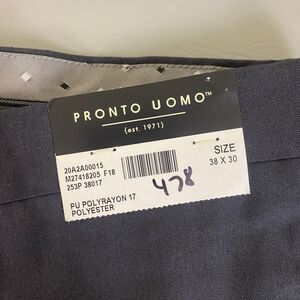 PRONTO UOMO™
{est. 1971}
20A2A00015
M27418205 F18
253P 38017
478
SIZE
38 X 30
PU POLYRAYON 17
POLYESTER